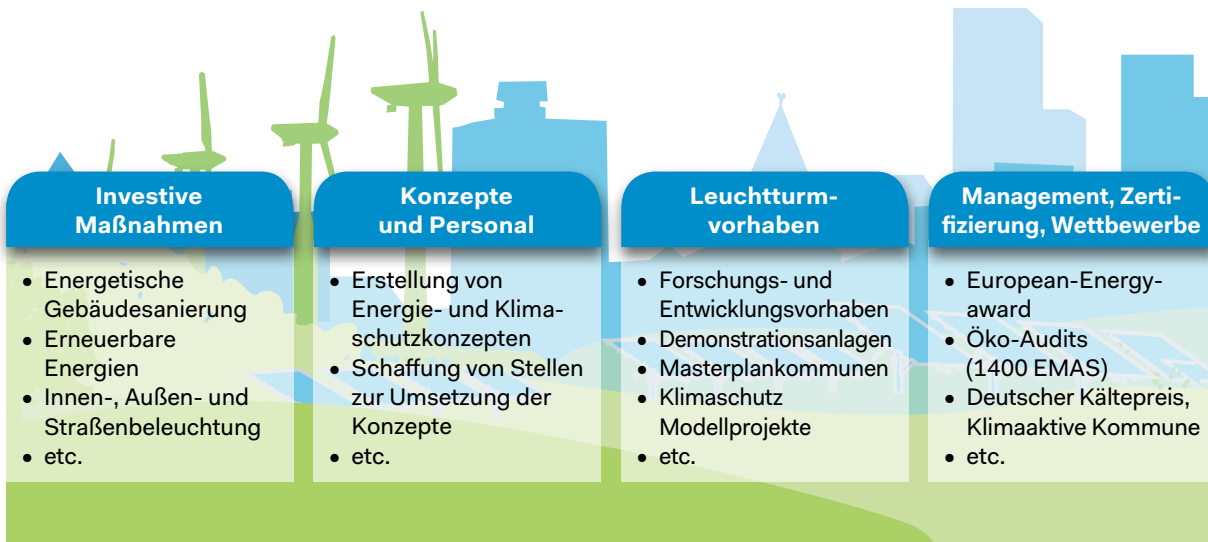 Investive
Maßnahmen
• Energetische
Gebäudesanierung
• Erneuerbare
Energien
• Innen-, Außen- und
Straßenbeleuchtung
• etc.
Konzepte
und Personal
• Erstellung von
Energie- und Klima-
schutzkonzepten
• Schaffung von Stellen
zur Umsetzung der
Konzepte
• etc.
Leuchtturm-
vorhaben
• Forschungs- und
Entwicklungsvorhaben
• Demonstrationsanlagen
• Masterplankommunen
• Klimaschutz
Modellprojekte
• etc.
Management, Zerti-
fizierung, Wettbewerbe
• European-Energy-
award
• Öko-Audits
(1400 EMAS)
• Deutscher Kältepreis,
Klimaaktive Kommune
• etc.